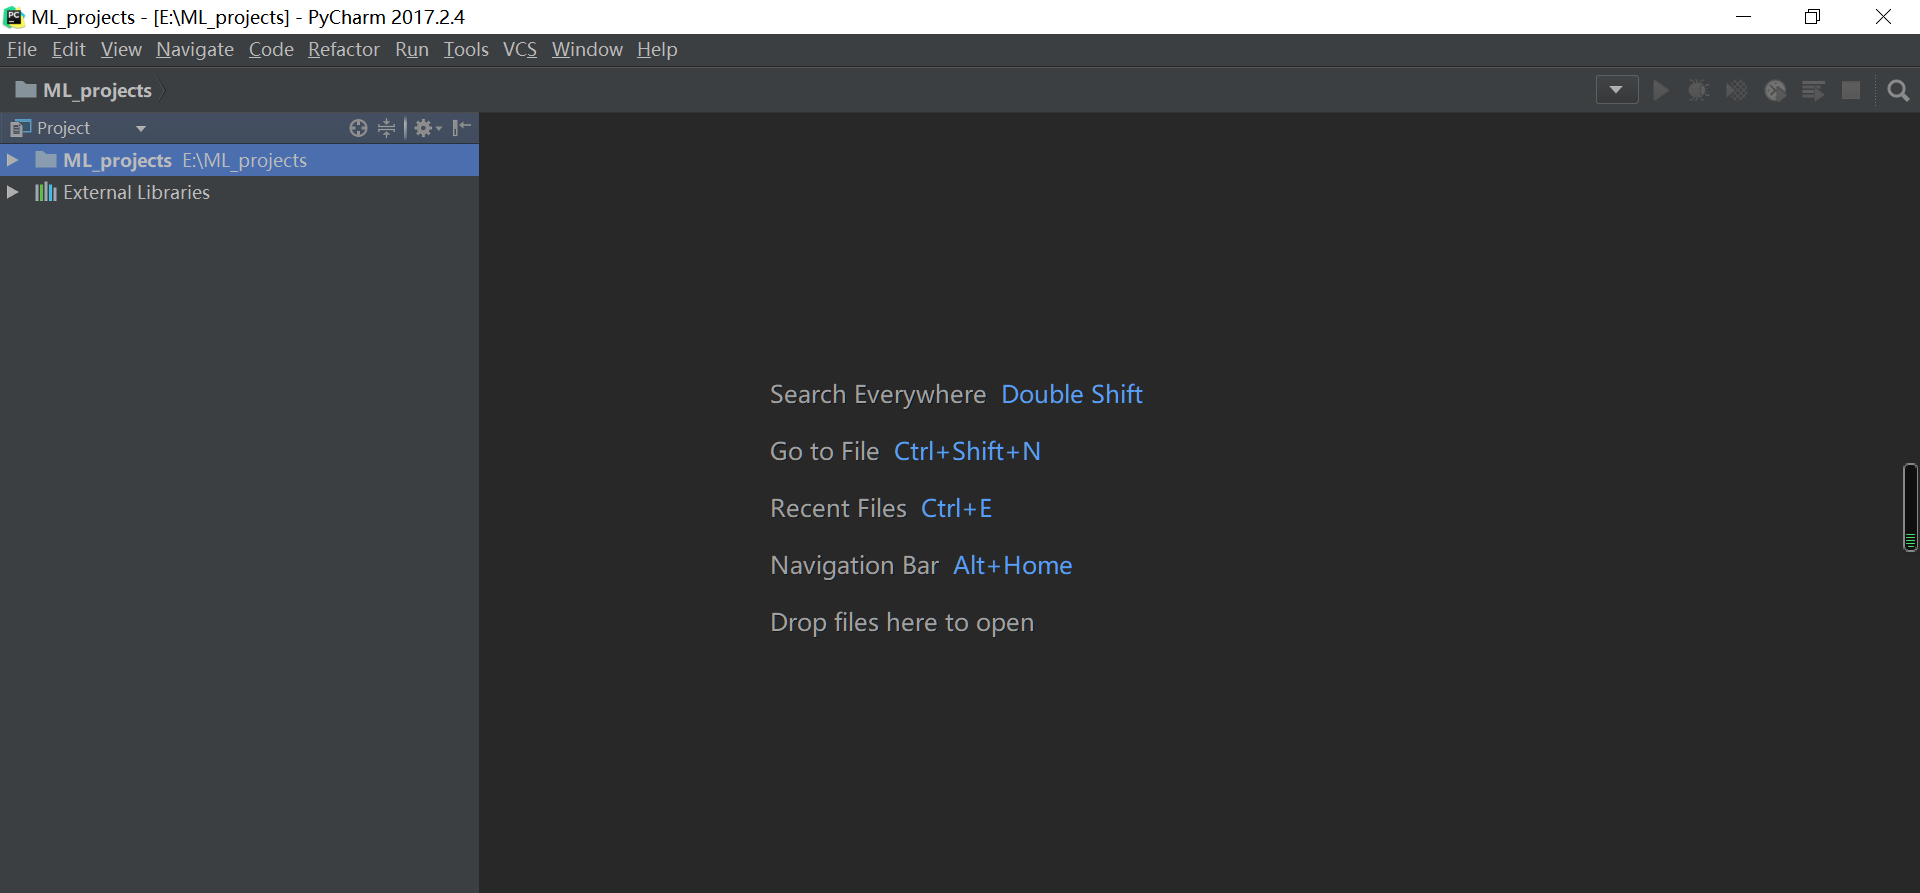 ML_projects - [E:\ML_projects] - PyCharm 2017.2.4
File Edit View Navigate Code Refactor Run Tools VCS Window Help
ML_projects
Project
ML_projects E:\ML_projects
External Libraries
Search Everywhere Double Shift
Go to File Ctrl+Shift+N
Recent Files Ctrl+E
Navigation Bar Alt+Home
Drop files here to open